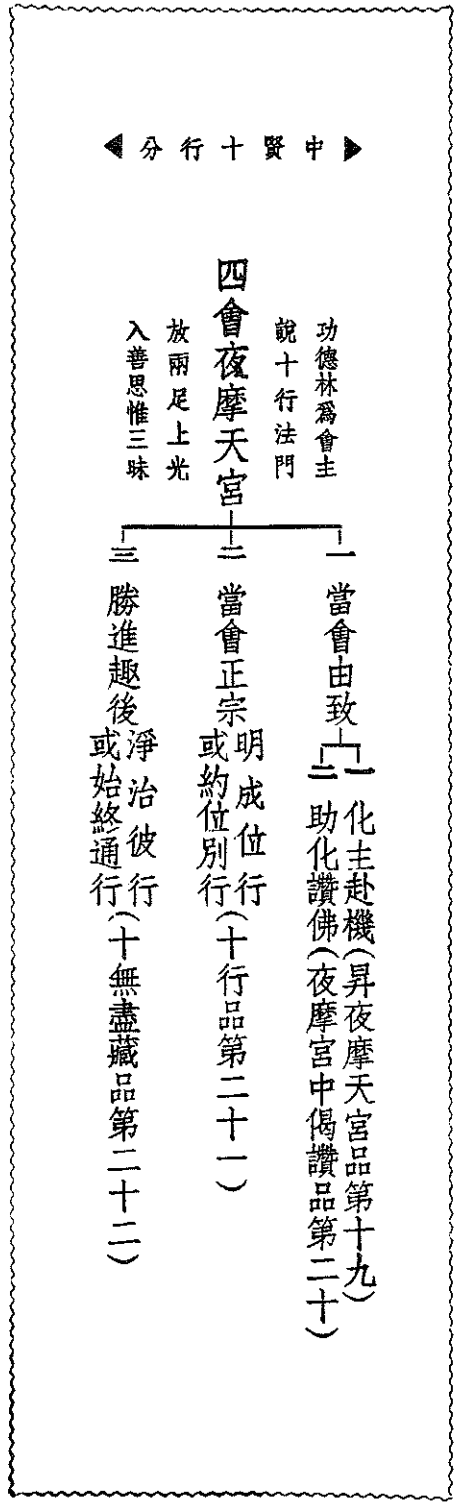 中賢十行分
四會夜摩天宮
功德林爲會主
說十行法門
放兩足上光
入善思惟三昧
一 當會由致
一 化主赴機(昇夜摩天宮品第十九)
二 助化讚佛(夜摩宮中偈讚品第二十)
二 當會正宗
明成位行
或約位別行(十行品第二十一)
三 勝進趣後
淨治彼行
或始終通行(十無盡藏品第二十二)